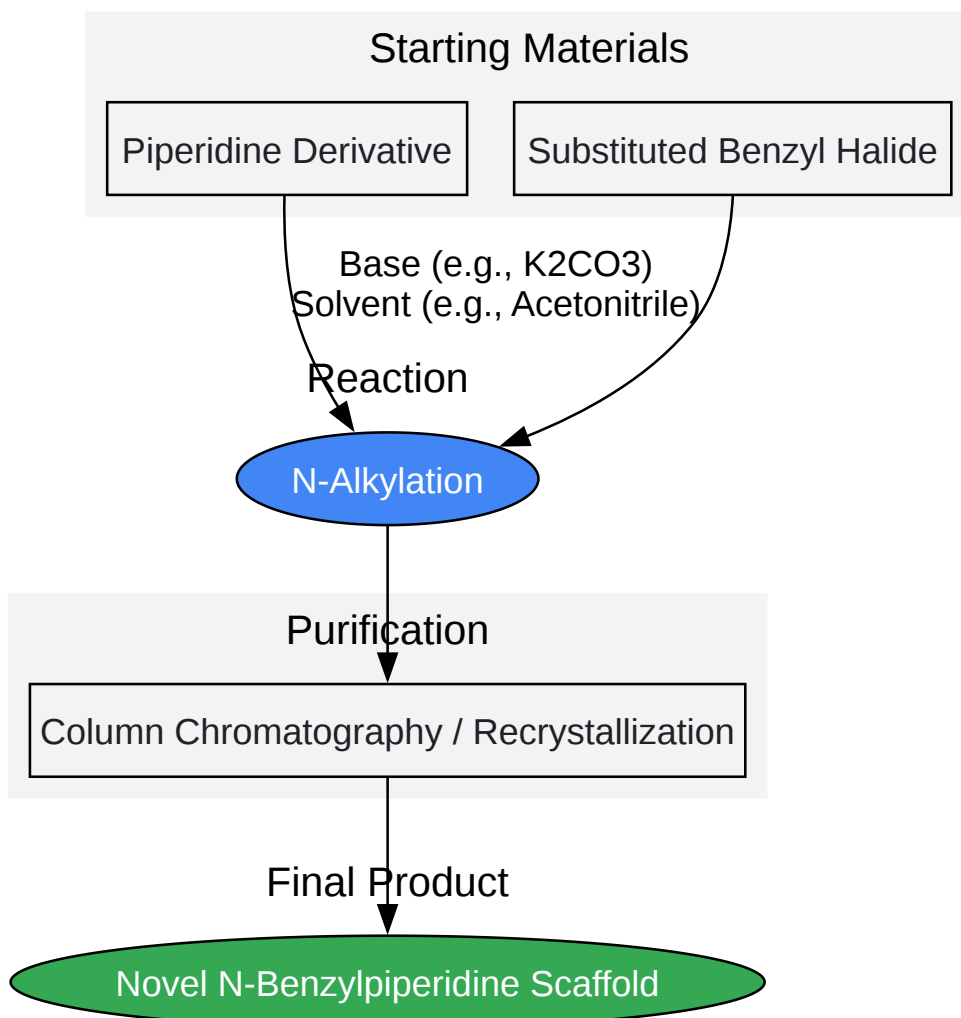 Starting Materials
Piperidine Derivative
Substituted Benzyl Halide
Base (e.g., K2CO3)
Solvent (e.g., Acetonitrile)
Reaction
N-Alkylation
Purification
Column Chromatography / Recrystallization
Final Product
Novel N-Benzylpiperidine Scaffold